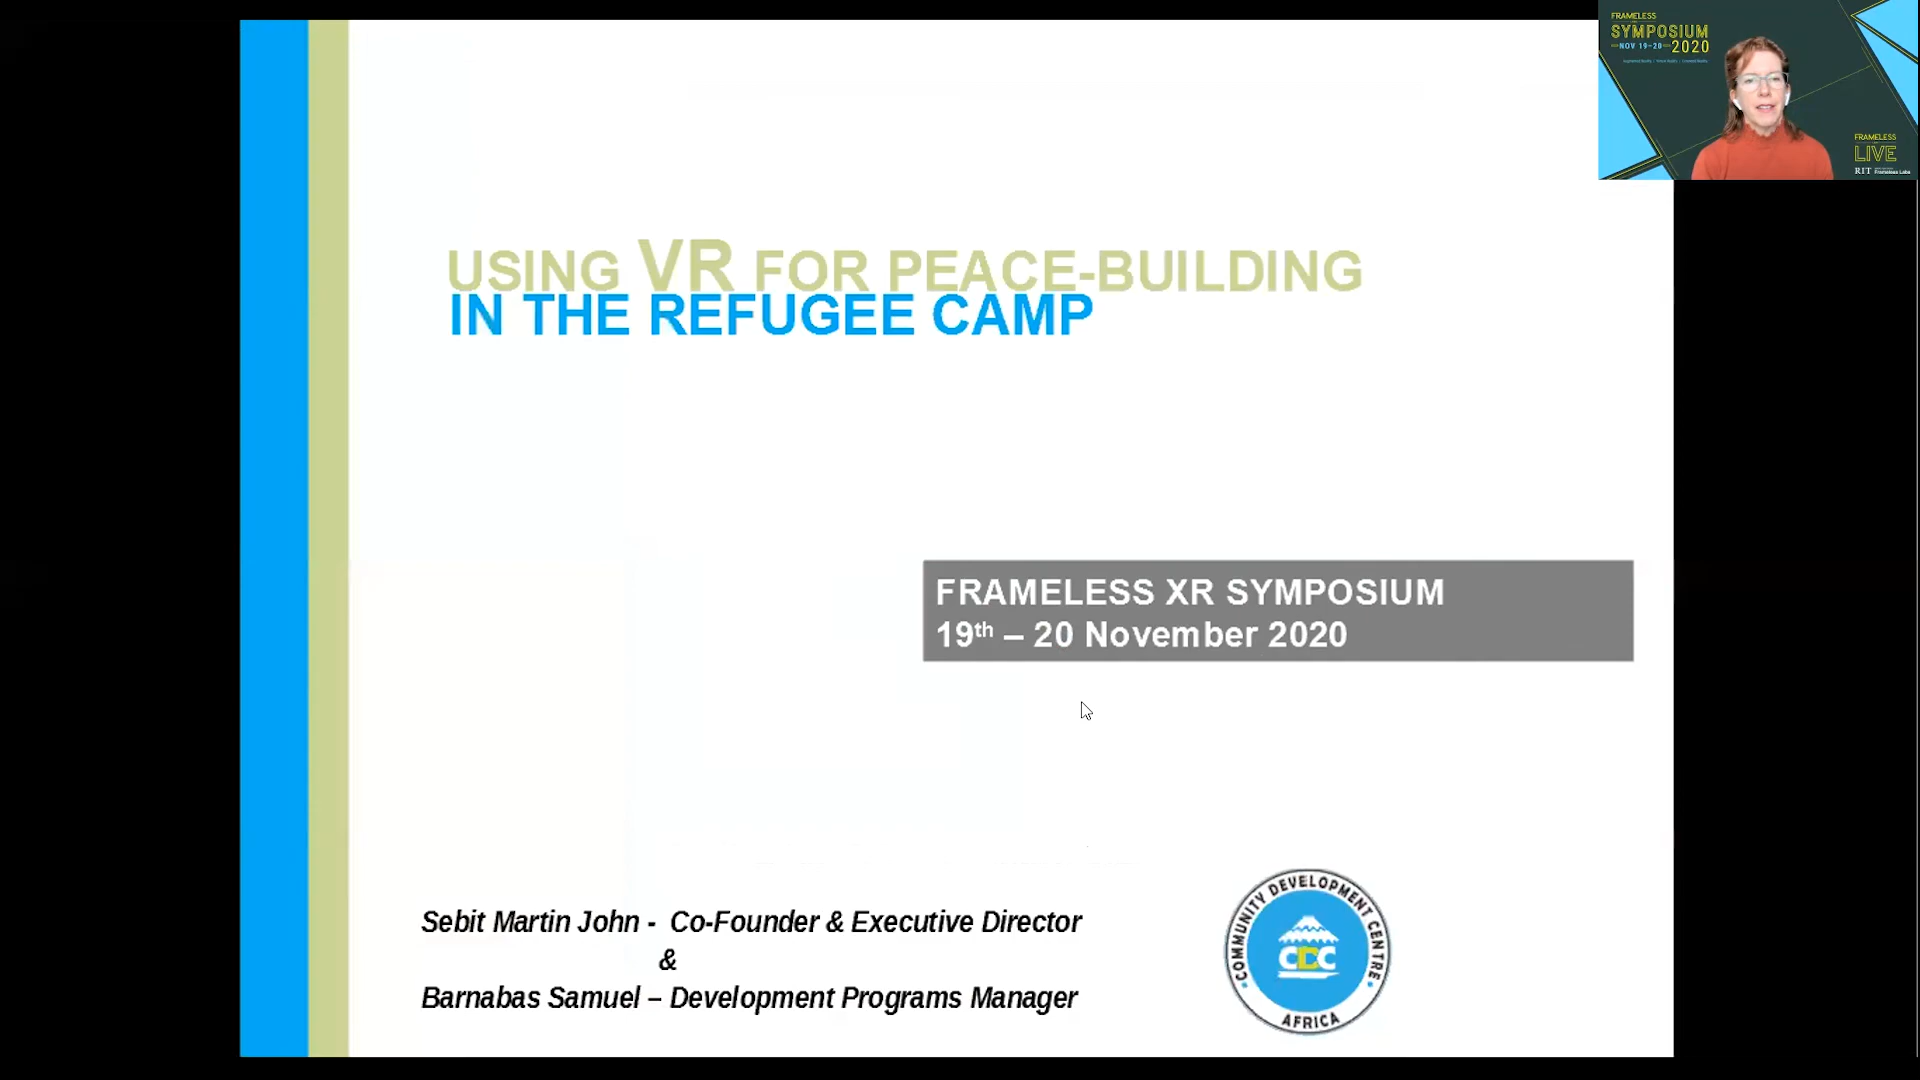 USING VR FOR PEACE-BUILDING
IN THE REFUGEE CAMP
FRAMELESS XR SYMPOSIUM
19th – 20 November 2020
Sebit Martin John - Co-Founder & Executive Director
&
Barnabas Samuel – Development Programs Manager
COMMUNITY DEVELOPMENT CENTRE
CDC
AFRICA
FRAMELESS
SYMPOSIUM
NOV 19-20 2020
FRAMELESS
LIVE
RIT Frameless Labs